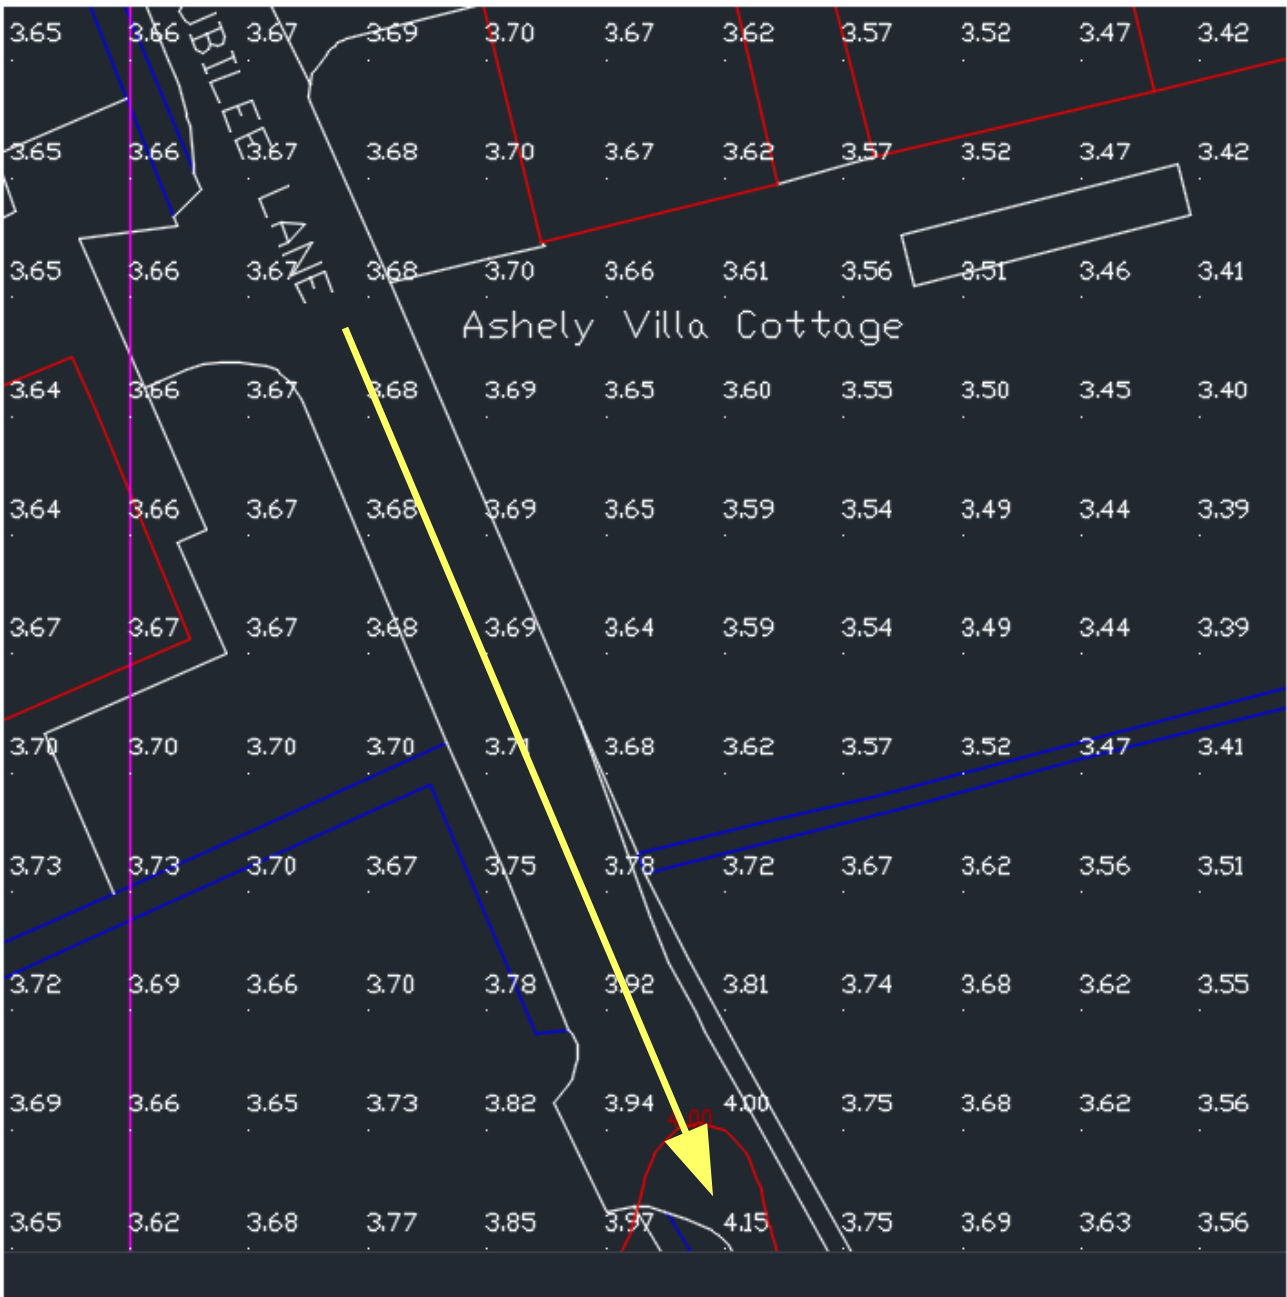 3.65 3.66 3.67 3.69 3.70 3.67 3.62 3.57 3.52 3.47 3.42
UBILEE LANE
3.65 3.66 3.67 3.68 3.70 3.67 3.62 3.57 3.52 3.47 3.42
3.65 3.66 3.67 3.68 3.70 3.66 3.61 3.56 3.51 3.46 3.41
Ashely Villa Cottage
3.64 3.66 3.67 3.68 3.69 3.65 3.60 3.55 3.50 3.45 3.40
3.64 3.66 3.67 3.68 3.69 3.65 3.59 3.54 3.49 3.44 3.39
3.67 3.67 3.67 3.68 3.69 3.64 3.59 3.54 3.49 3.44 3.39
3.70 3.70 3.70 3.70 3.71 3.68 3.62 3.57 3.52 3.47 3.41
3.73 3.73 3.70 3.67 3.75 3.78 3.72 3.67 3.62 3.56 3.51
3.72 3.69 3.66 3.70 3.78 3.92 3.81 3.74 3.68 3.62 3.55
3.69 3.66 3.65 3.73 3.82 3.94 4.00 3.75 3.68 3.62 3.56
3.65 3.62 3.68 3.77 3.85 3.97 4.15 3.75 3.69 3.63 3.56